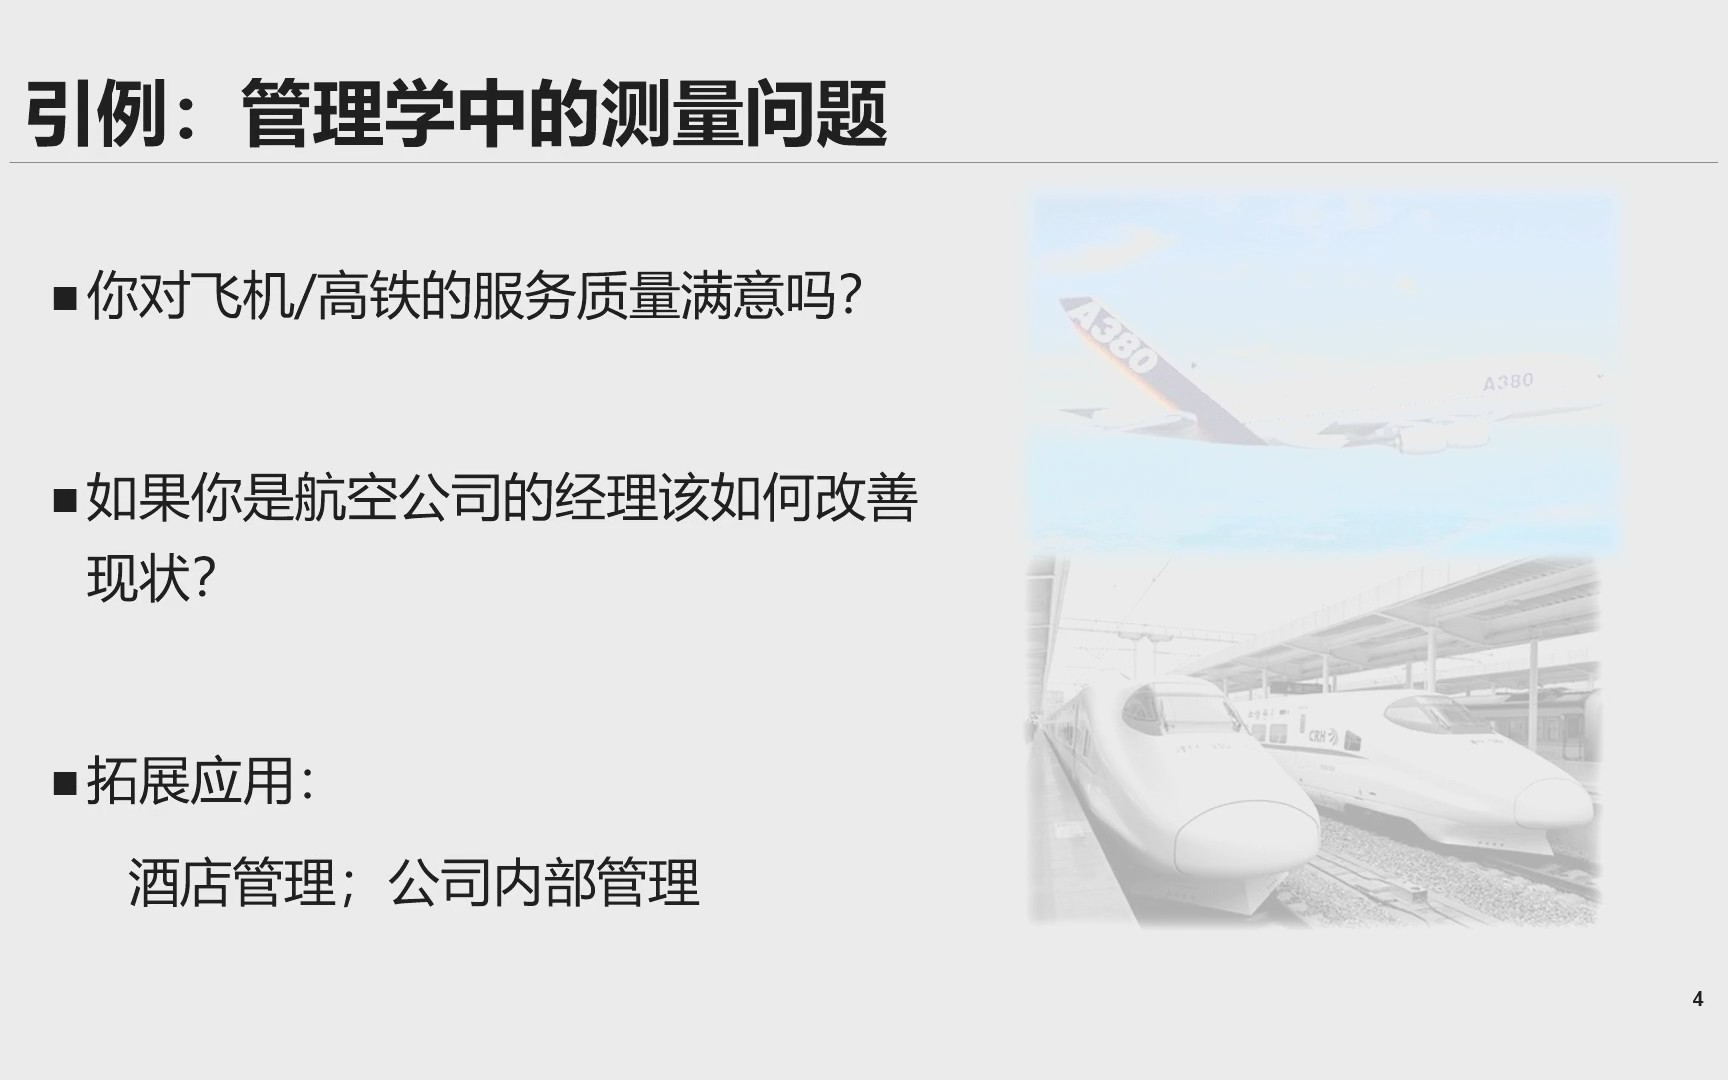 引例：管理学中的测量问题
■你对飞机/高铁的服务质量满意吗？
■如果你是航空公司的经理该如何改善
现状？
■拓展应用：
酒店管理；公司内部管理
A380
A380
CRH
4